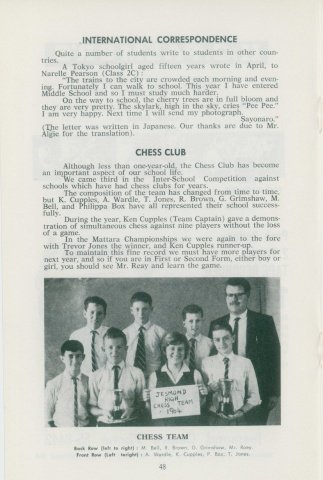 INTERNATIONAL CORRESPONDENCE
Quite a number of students write to students in other coun-
tries.
A Tokyo schoolgirl aged fifteen years wrote in April, to
Narelle Pearson (Class 2C) :
"The trains to the city are crowded each morning and even-
ing. Fortunately I can walk to school. This year I have entered
Middle School and so I must study much harder.
On the way to school, the cherry trees are in full bloom and
they are very pretty. The skylark, high in the sky, cries "Pee Pee."
I am very happy. Next time I will send my photograph.
Sayonaro."
(The letter was written in Japanese. Our thanks are due to Mr.
Algie for the translation).
CHESS CLUB
Although less than one-year-old, the Chess Club has become
an important aspect of our school life.
We came third in the Inter-School Competition against
schools which have had chess clubs for years.
The composition of the team has changed from time to time,
but K. Cupples, A. Wardle, T. Jones, R. Brown, G. Grimshaw, M.
Bell, and Philippa Box have all represented their school success-
fully.
During the year, Ken Cupples (Team Captain) gave a demons-
tration of simultaneous chess against nine players without the loss
of a game.
In the Mattara Championships we were again to the fore
with Trevor Jones the winner, and Ken Cupples runner-up.
To maintain this fine record we must have more players for
next year, and so if you are in First or Second Form, either boy or
girl, you should see Mr. Reay and learn the game.
JESMOND
HIGH
CHESS TEAM
1964
CHESS TEAM
Back Row (left to right) : M. Bell, R. Brown, G. Grimshaw, Mr. Reay.
Front Row (Left to right) : A. Wardle, K. Cupples, P. Box, T. Jones.
48